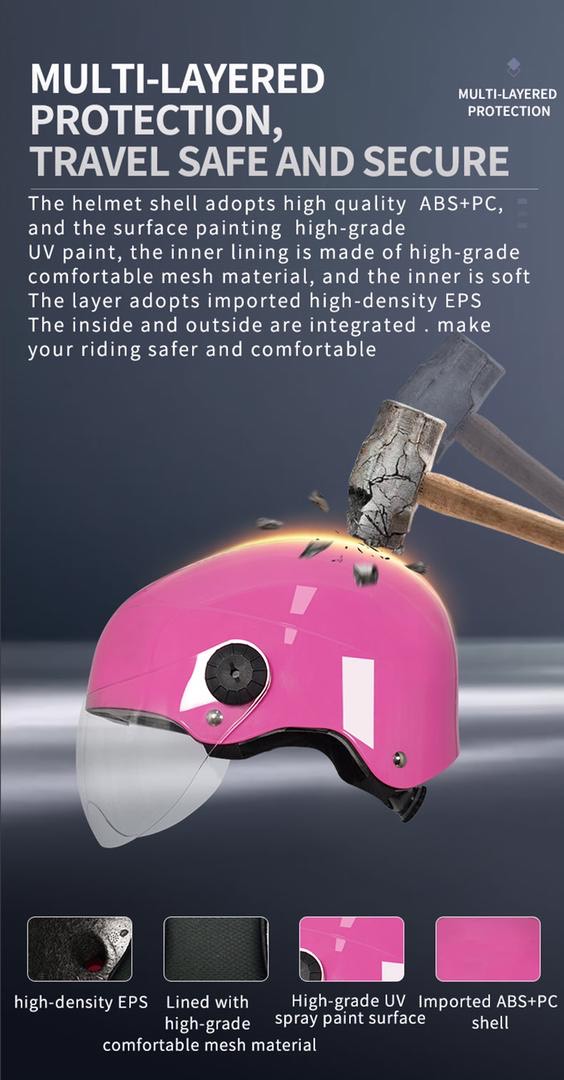 MULTI-LAYERED
PROTECTION,
TRAVEL SAFE AND SECURE
MULTI-LAYERED
PROTECTION
The helmet shell adopts high quality ABS+PC,
and the surface painting high-grade
UV paint, the inner lining is made of high-grade
comfortable mesh material, and the inner is soft
The layer adopts imported high-density EPS
The inside and outside are integrated . make
your riding safer and comfortable
high-density EPS
Lined with
high-grade
comfortable mesh material
High-grade UV
spray paint surface
Imported ABS+PC
shell